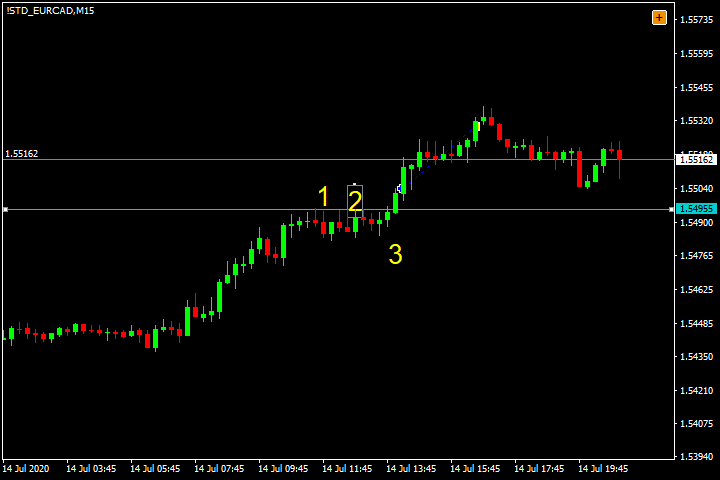 !STD_EURCAD,M15
1.55735
1.55595
1.55455
1.55320
1.55162
1.55162
1.55040
1.54955
1.54900
1.54765
1.54625
1.54485
1.54350
1.54210
1.54075
1.53940
1
2
3
14 Jul 2020
14 Jul 03:45
14 Jul 05:45
14 Jul 07:45
14 Jul 09:45
14 Jul 11:45
14 Jul 13:45
14 Jul 15:45
14 Jul 17:45
14 Jul 19:45